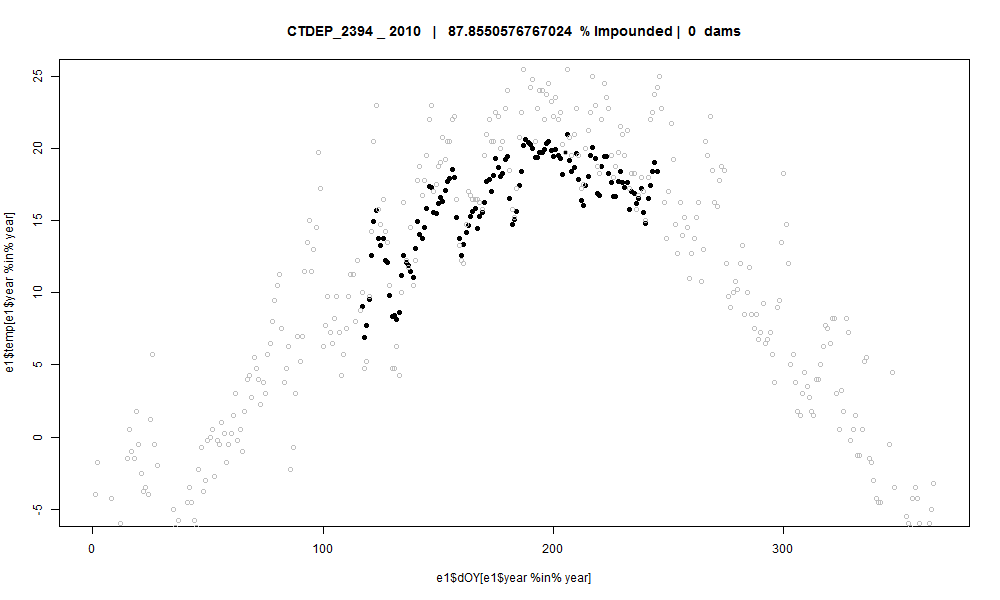 CTDEP_2394 _ 2010 | 87.8550576767024 % Impounded | 0 dams
e1$temp[e1$year %in% year]
25
20
15
10
5
0
-5
0 100 200 300
e1$dOY[e1$year %in% year]